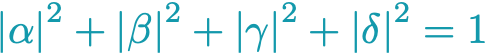 |α|² + |β|² + |γ|² + |δ|² = 1